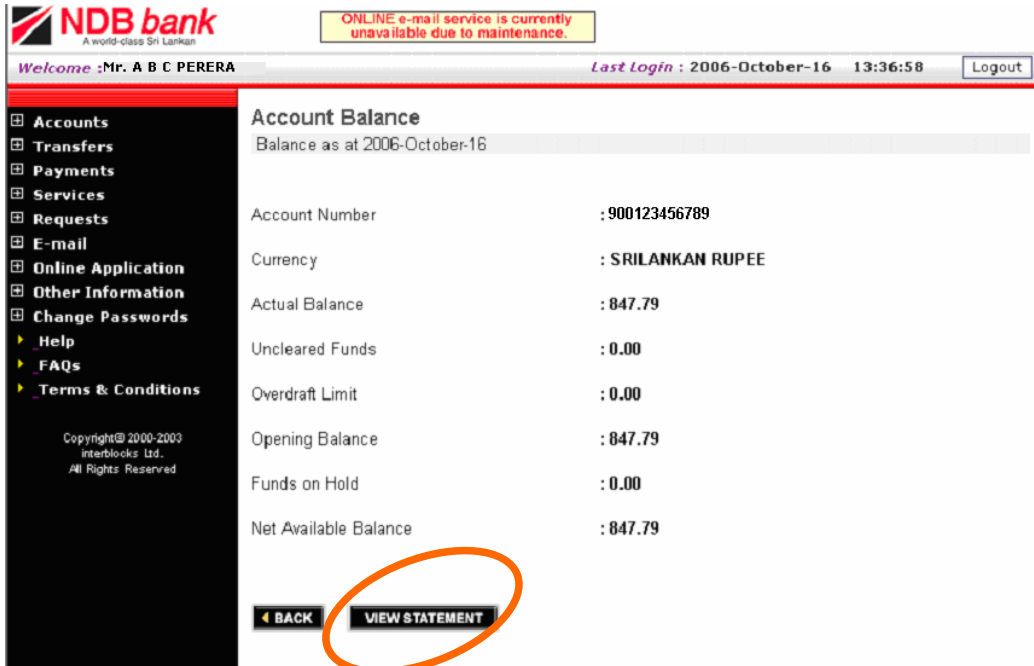 NDB bank
A world-class Sri Lankan
ONLINE e-mail service is currently
unavailable due to maintenance.
Welcome :Mr. A B C PERERA
Last Login : 2006-October-16 13:36:58
Logout
Accounts
Transfers
Payments
Services
Requests
E-mail
Online Application
Other Information
Change Passwords
_Help
_FAQs
_Terms & Conditions
Copyright@ 2000-2003
interblocks Ltd.
All Rights Reserved
Account Balance
Balance as at 2006-October-16
Account Number : 900123456789
Currency : SRILANKAN RUPEE
Actual Balance : 847.79
Uncleared Funds : 0.00
Overdraft Limit : 0.00
Opening Balance : 847.79
Funds on Hold : 0.00
Net Available Balance : 847.79
BACK
VIEW STATEMENT